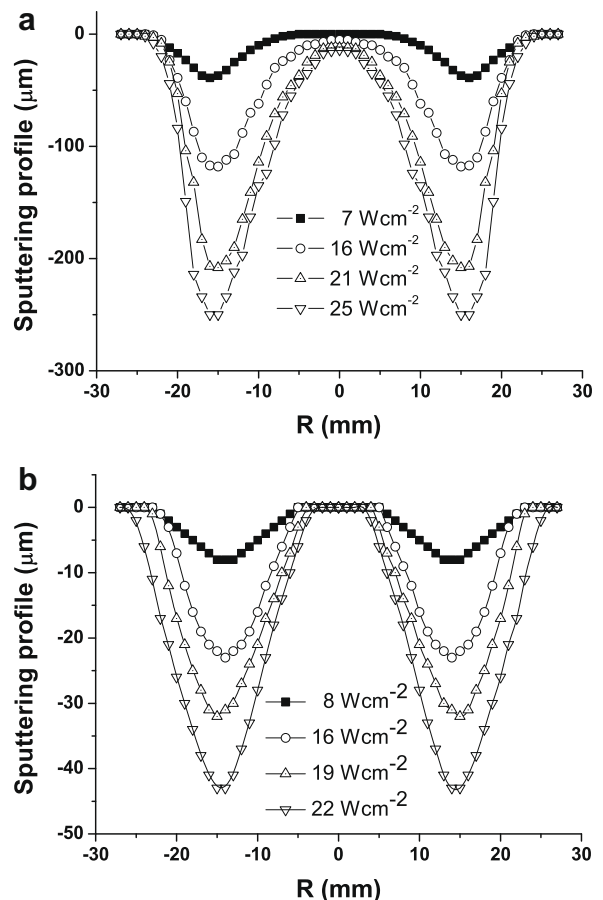 a
0
-100
-200
-300
Sputtering profile (μm)
7 Wcm-2
16 Wcm-2
21 Wcm-2
25 Wcm-2
-30 -20 -10 0 10 20 30
R (mm)
b
0
-10
-20
-30
-40
-50
Sputtering profile (μm)
8 Wcm-2
16 Wcm-2
19 Wcm-2
22 Wcm-2
-30 -20 -10 0 10 20 30
R (mm)